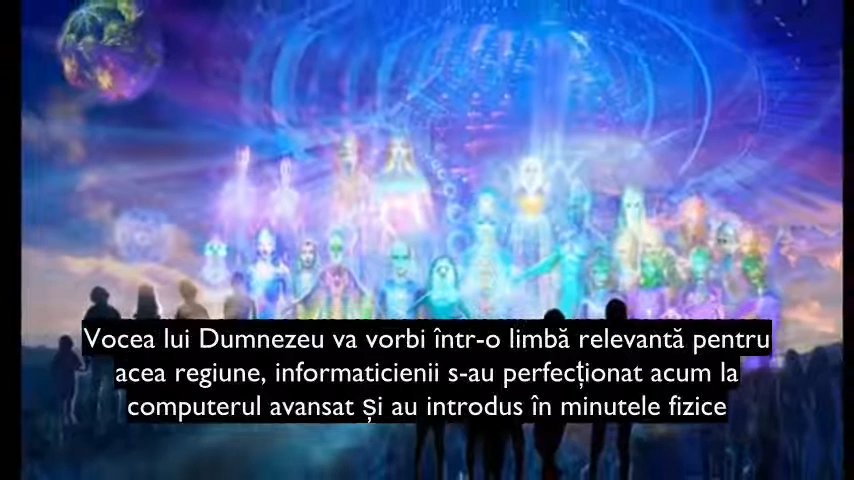 Vocea lui Dumnezeu va vorbi într-o limbă relevantă pentru
acea regiune, informaticienii s-au perfecționat acum la
computerul avansat și au introdus în minutele fizice